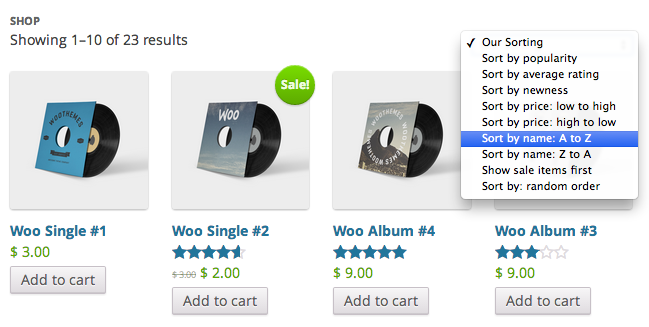 SHOP
Showing 1–10 of 23 results
✓ Our Sorting
Sort by popularity
Sort by average rating
Sort by newness
Sort by price: low to high
Sort by price: high to low
Sort by name: A to Z
Sort by name: Z to A
Show sale items first
Sort by: random order
WOOTHEMES
Sale!
WOO
WOOTHEMES WOOTHEMES
Woo Single #1
$ 3.00
Add to cart
Woo Single #2
$ 3.00 $ 2.00
Add to cart
Woo Album #4
$ 9.00
Add to cart
Woo Album #3
$ 9.00
Add to cart